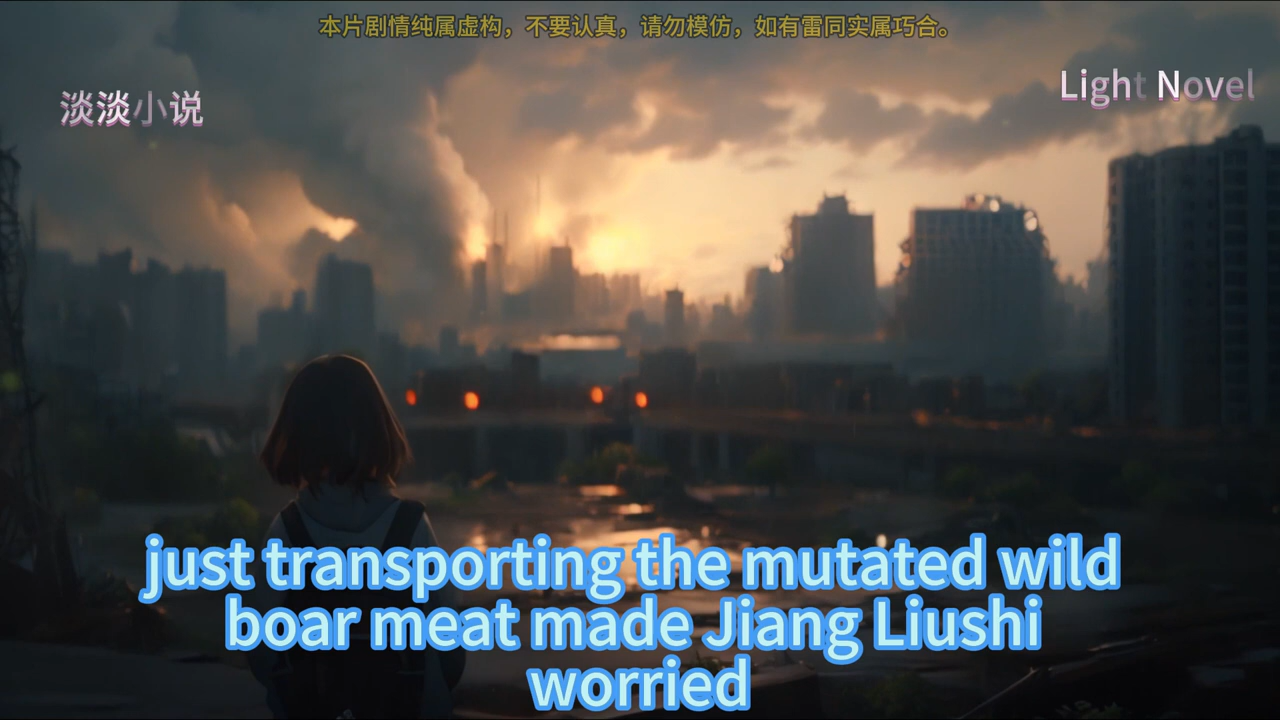 本片剧情纯属虚构，不要认真，请勿模仿，如有雷同实属巧合。
淡淡小说
Light Novel
just transporting the mutated wild
boar meat made Jiang Liushi
worried